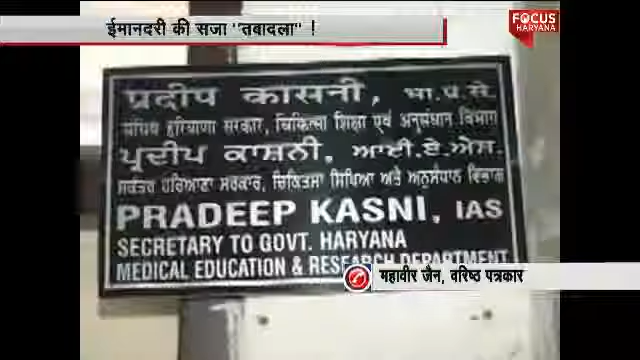 ईमानदरी की सजा "तबादला" !
FOCUS
HARYANA
प्रदीप कासनी, भा.प्र.से.
सचिव हरियाणा सरकार, चिकित्सा शिक्षा एवं अनुसंधान विभाग
ਪ੍ਰਦੀਪ ਕਾਸਨੀ, ਆਈ.ਏ.ਐਸ.
ਸਕੱਤਰ ਹਰਿਆਣਾ ਸਰਕਾਰ, ਚਿਕਿਤਸਾ ਸਿੱਖਿਆ ਅਤੇ ਅਨੁਸੰਧਾਨ ਵਿਭਾਗ
PRADEEP KASNI, IAS
SECRETARY TO GOVT. HARYANA
MEDICAL EDUCATION & RESEARCH DEPARTMENT
महावीर जैन, वरिष्ठ पत्रकार